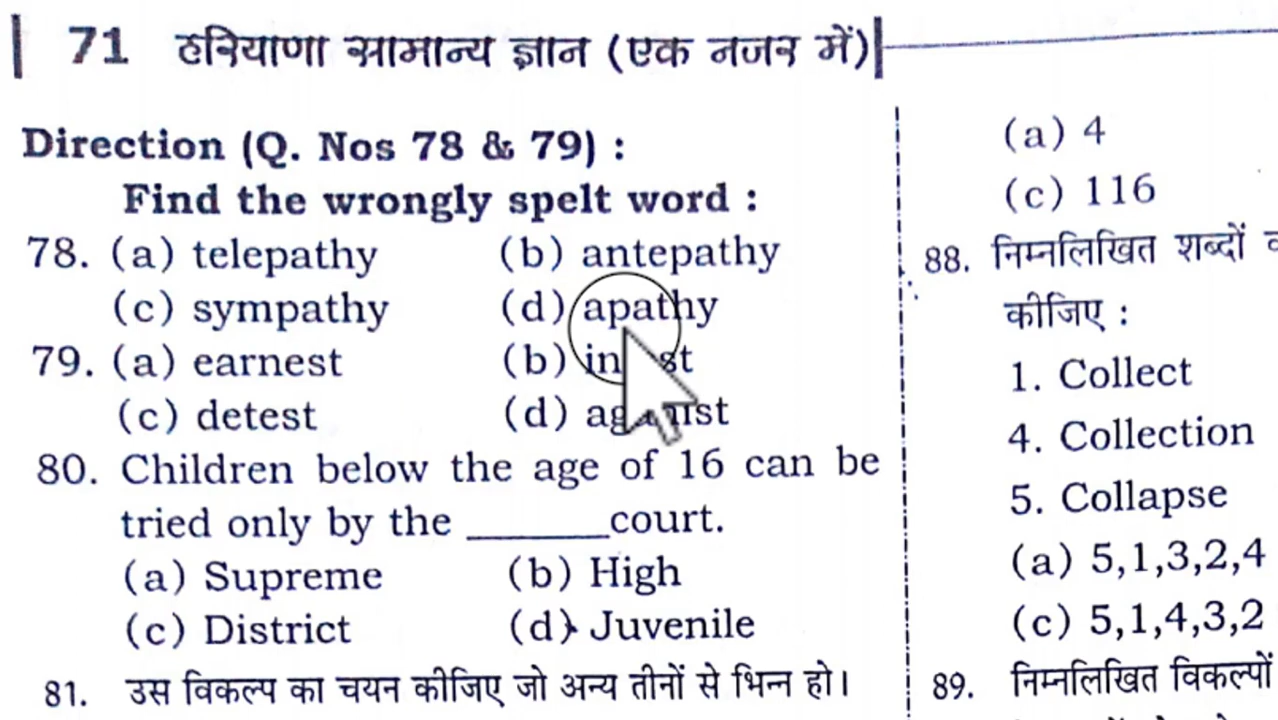 71 हरियाणा सामान्य ज्ञान (एक नजर में)
Direction (Q. Nos 78 & 79) :
Find the wrongly spelt word :
78. (a) telepathy (b) antepathy
(c) sympathy (d) apathy
79. (a) earnest (b)
(c) detest (d)
80. Children below the age of 16 can be
tried only by the ______court.
(a) Supreme (b) High
(c) District (d) Juvenile
81. उस विकल्प का चयन कीजिए जो अन्य तीनों से भिन्न हो।
(a) 4
(c) 116
88. निम्नलिखित शब्दों
कीजिए :
1. Collect
4. Collection
5. Collapse
(a) 5,1,3,2,4
(c) 5,1,4,3,2
89. निम्नलिखित विकल्पों